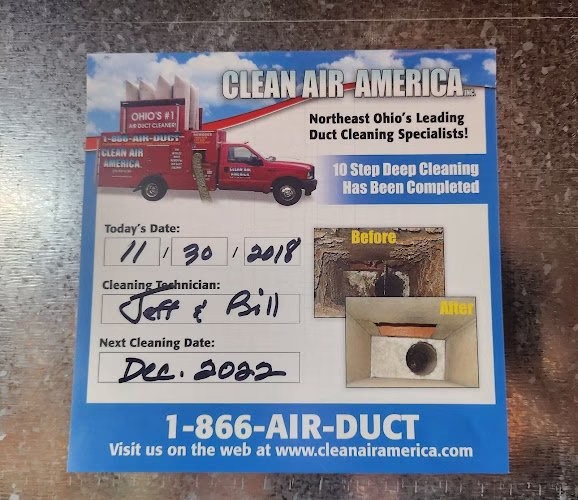 CLEAN AIR AMERICA INC.
Northeast Ohio's Leading
Duct Cleaning Specialists!
OHIO'S #1
AIR DUCT CLEANER!
1-866-AIR-DUCT
CLEAN AIR
AMERICA
CLEAN AIR
AMERICA
10 Step Deep Cleaning
Has Been Completed
Today's Date:
11 / 30 / 2018
Cleaning Technician:
Jeff & Bill
Next Cleaning Date:
Dec. 2022
Before
After
1-866-AIR-DUCT
Visit us on the web at www.cleanairamerica.com